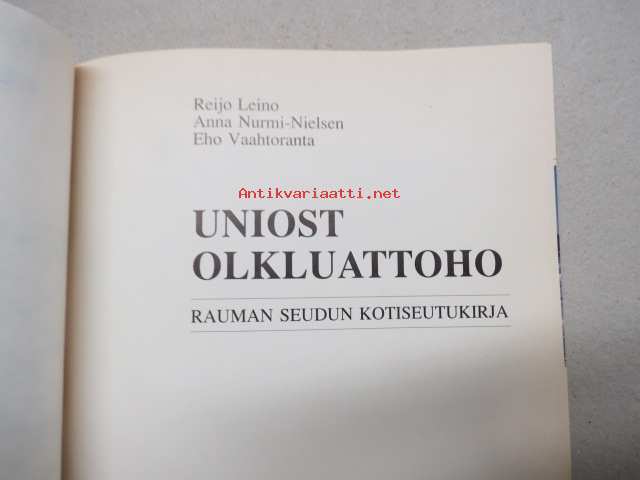 Reijo Leino
Anna Nurmi-Nielsen
Eho Vaahtoranta
Antikvariaatti.net
UNIOST
OLKLUATTOHO
RAUMAN SEUDUN KOTISEUTUKIRJA